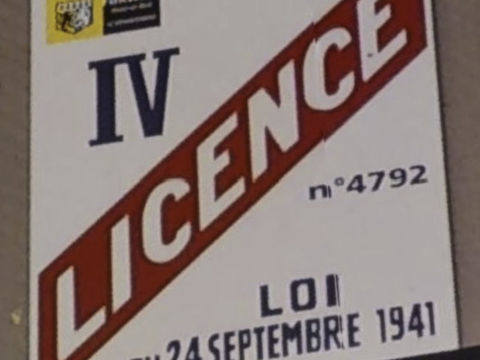 IV
LICENCE
n°4792
LOI
24 SEPTEMBRE 1941